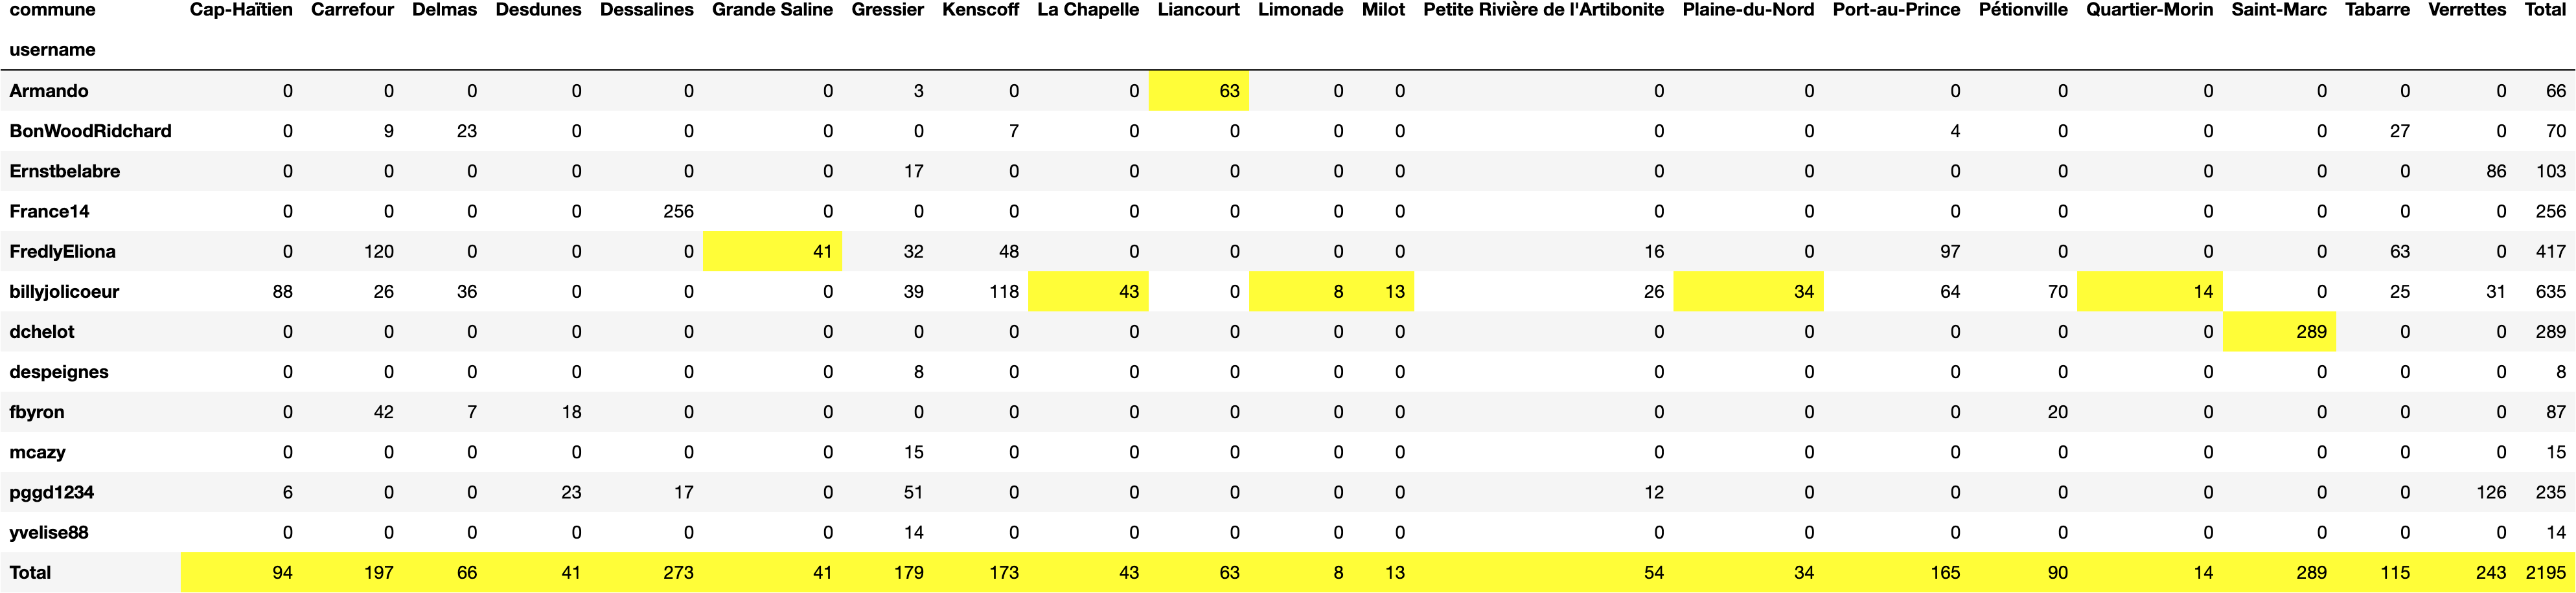 commune Cap-Haïtien Carrefour Delmas Desdunes Dessalines Grande Saline Gressier Kenscoff La Chapelle Liancourt Limonade Milot Petite Rivière de l'Artibonite Plaine-du-Nord Port-au-Prince Pétionville Quartier-Morin Saint-Marc Tabarre Verrettes Total
username
Armando 0 0 0 0 0 0 3 0 0 63 0 0 0 0 0 0 0 0 0 0 66
BonWoodRidchard 0 9 23 0 0 0 0 7 0 0 0 0 0 0 4 0 0 0 27 0 70
Ernstbelabre 0 0 0 0 0 0 17 0 0 0 0 0 0 0 0 0 0 0 0 86 103
France14 0 0 0 0 256 0 0 0 0 0 0 0 0 0 0 0 0 0 0 0 256
FredlyEliona 0 120 0 0 0 41 32 48 0 0 0 0 16 0 97 0 0 0 63 0 417
billyjolicoeur 88 26 36 0 0 0 39 118 43 0 8 13 26 34 64 70 14 0 25 31 635
dchelot 0 0 0 0 0 0 0 0 0 0 0 0 0 0 0 0 0 289 0 0 289
despeignes 0 0 0 0 0 0 8 0 0 0 0 0 0 0 0 0 0 0 0 0 8
fbyron 0 42 7 18 0 0 0 0 0 0 0 0 0 0 0 20 0 0 0 0 87
mcazy 0 0 0 0 0 0 15 0 0 0 0 0 0 0 0 0 0 0 0 0 15
pggd1234 6 0 0 23 17 0 51 0 0 0 0 0 12 0 0 0 0 0 0 126 235
yvelise88 0 0 0 0 0 0 14 0 0 0 0 0 0 0 0 0 0 0 0 0 14
Total 94 197 66 41 273 41 179 173 43 63 8 13 54 34 165 90 14 289 115 243 2195